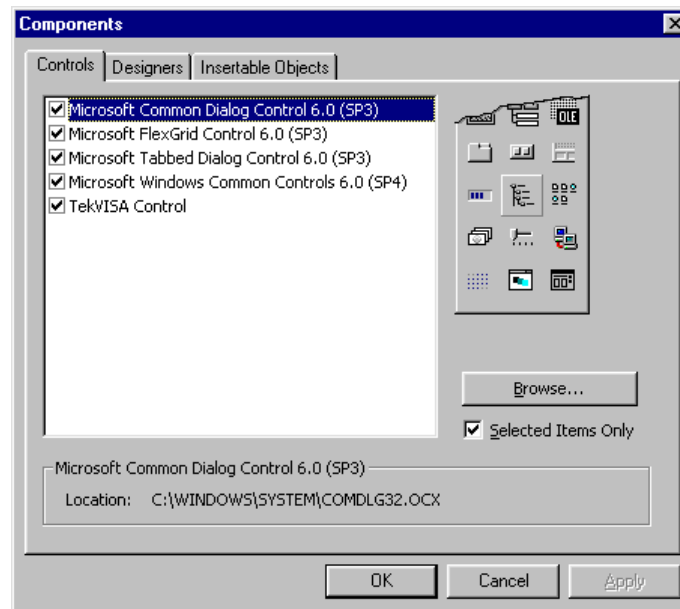 Components
Controls Designers Insertable Objects
Microsoft Common Dialog Control 6.0 (SP3)
Microsoft FlexGrid Control 6.0 (SP3)
Microsoft Tabbed Dialog Control 6.0 (SP3)
Microsoft Windows Common Controls 6.0 (SP4)
TekVISA Control
OLE
Browse...
Selected Items Only
Microsoft Common Dialog Control 6.0 (SP3)
Location: C:\WINDOWS\SYSTEM\COMDLG32.OCX
OK Cancel Apply